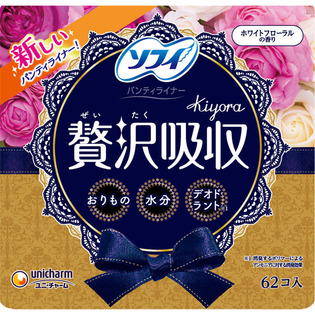 新しい
パンティライナー!
ホワイトフローラル
の香り
ソフィ
パンティライナー
Kiyora
ぜい たく
贅沢吸収
おりもの
水分
デオド
ラント
※1
unicharm
ユニ・チャーム
62コ入